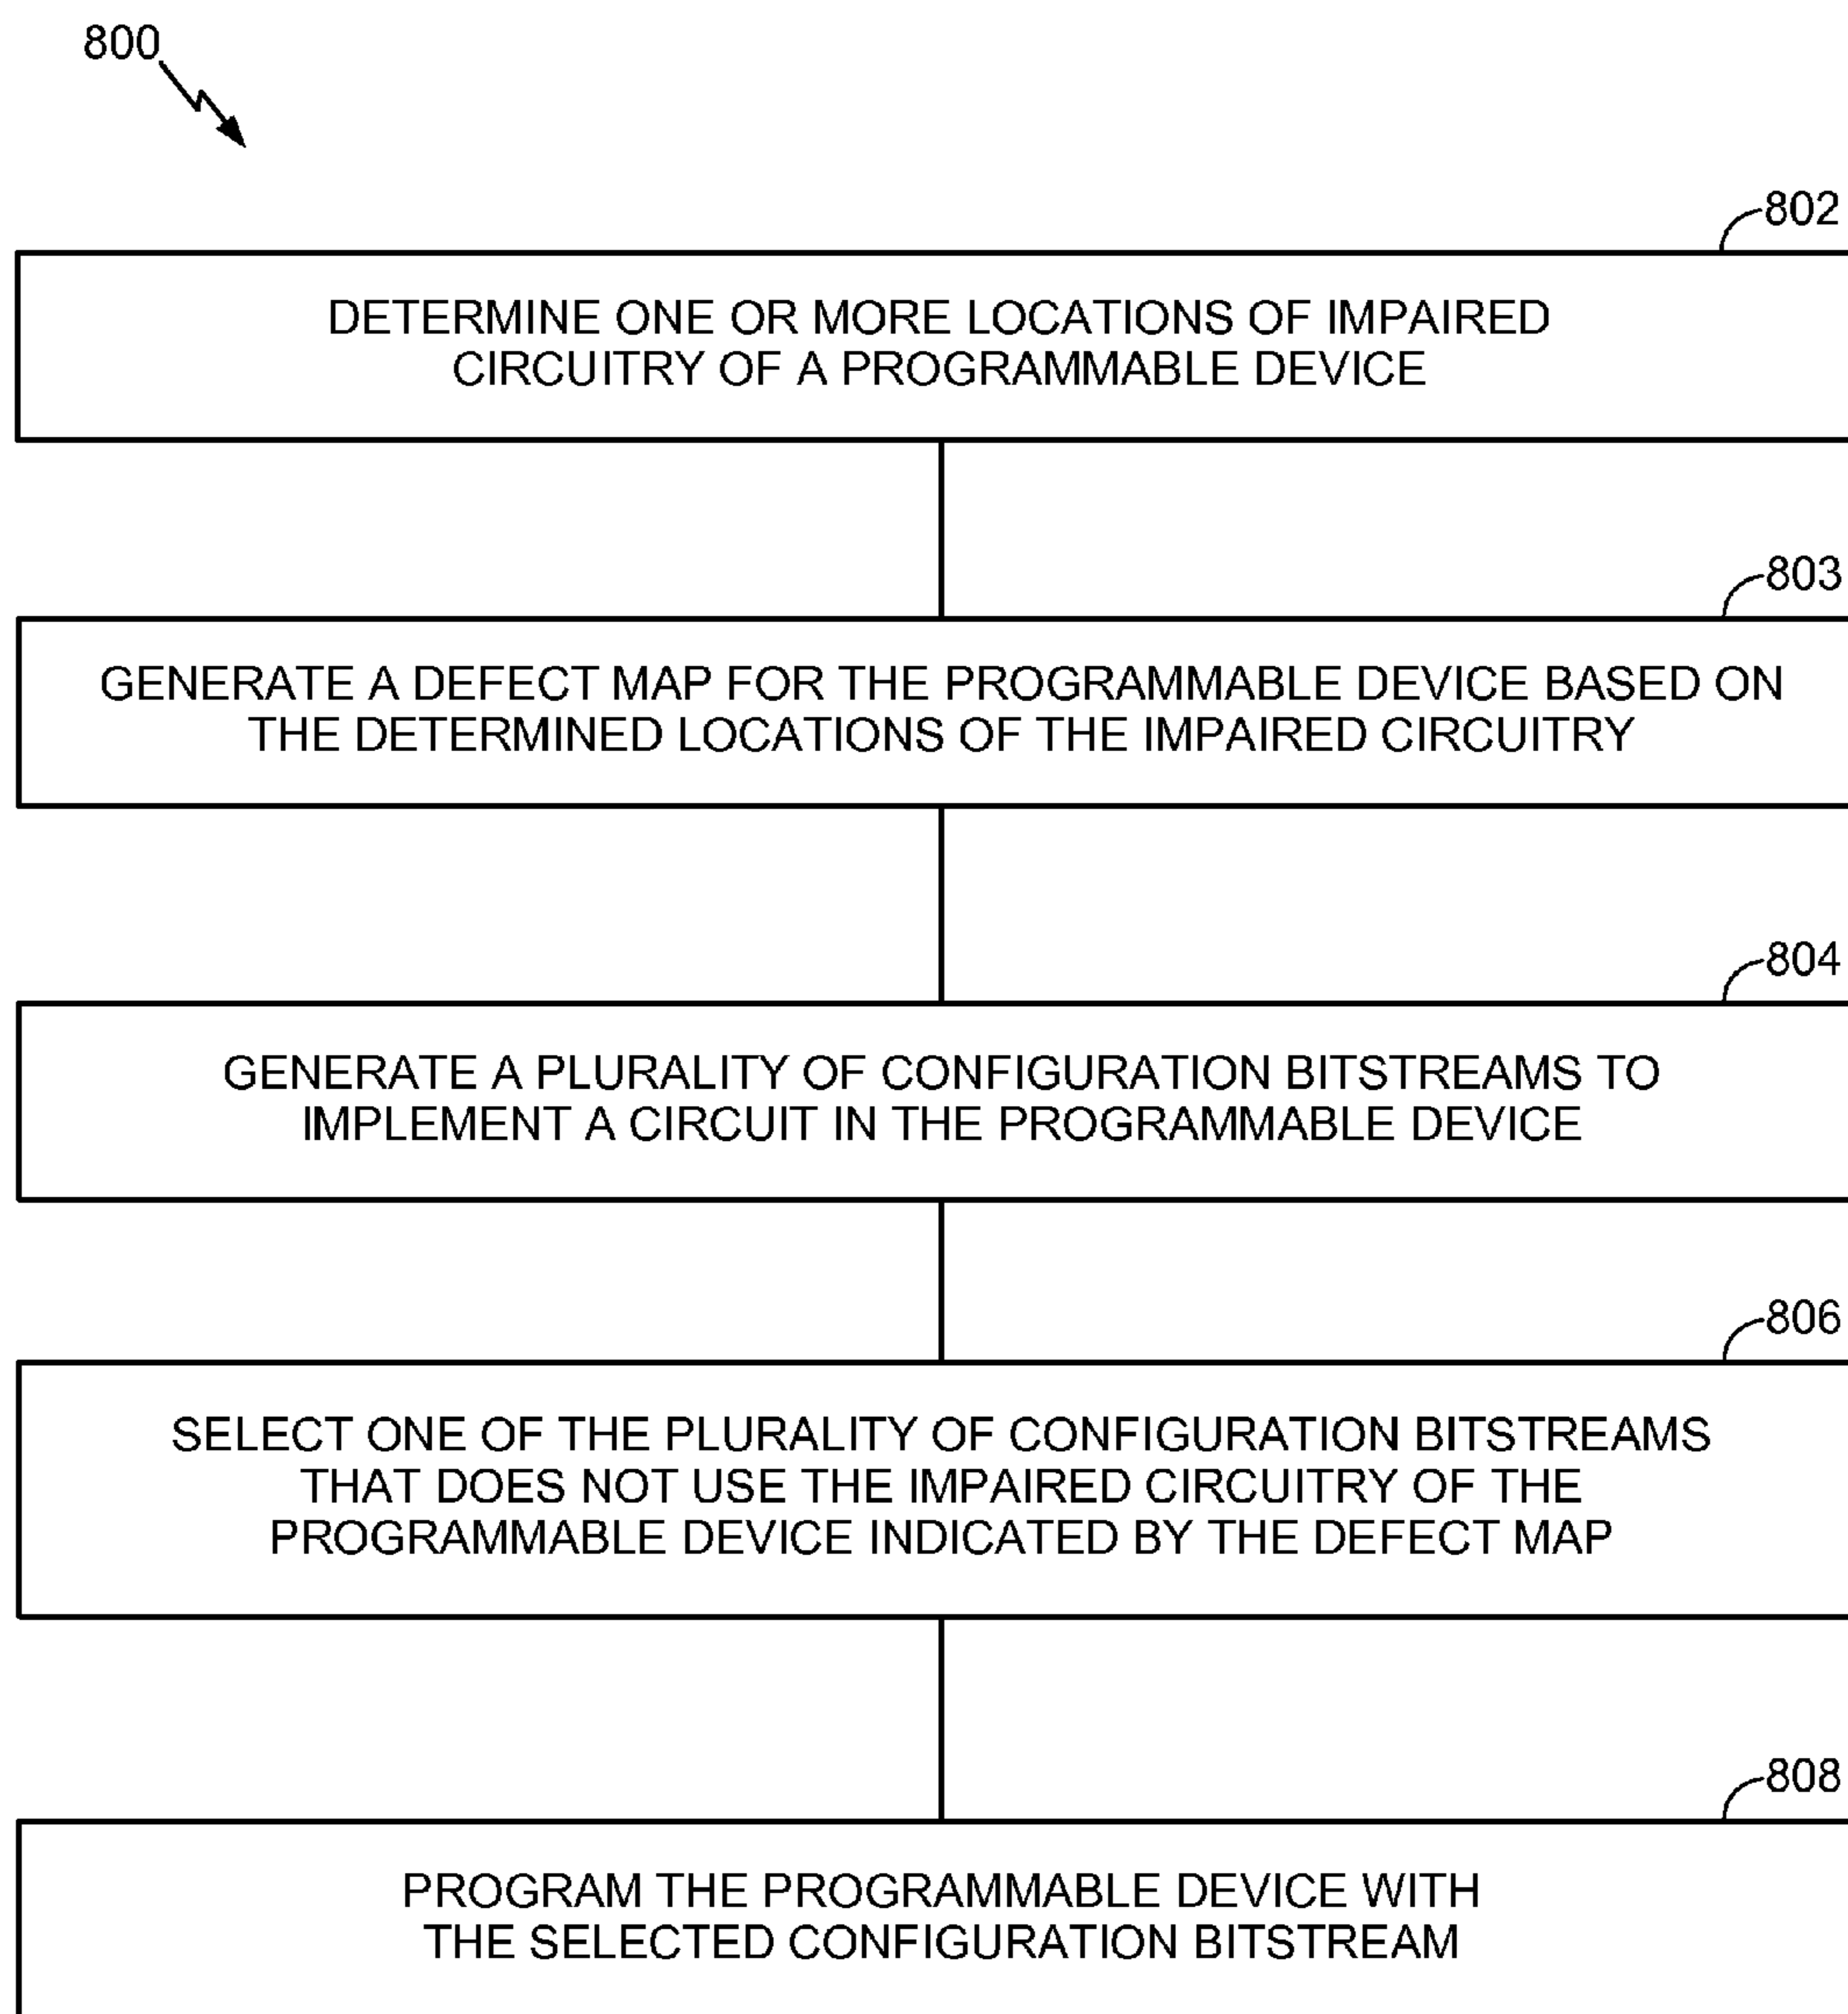 800
802
DETERMINE ONE OR MORE LOCATIONS OF IMPAIRED
CIRCUITRY OF A PROGRAMMABLE DEVICE
803
GENERATE A DEFECT MAP FOR THE PROGRAMMABLE DEVICE BASED ON
THE DETERMINED LOCATIONS OF THE IMPAIRED CIRCUITRY
804
GENERATE A PLURALITY OF CONFIGURATION BITSTREAMS TO
IMPLEMENT A CIRCUIT IN THE PROGRAMMABLE DEVICE
806
SELECT ONE OF THE PLURALITY OF CONFIGURATION BITSTREAMS
THAT DOES NOT USE THE IMPAIRED CIRCUITRY OF THE
PROGRAMMABLE DEVICE INDICATED BY THE DEFECT MAP
808
PROGRAM THE PROGRAMMABLE DEVICE WITH
THE SELECTED CONFIGURATION BITSTREAM